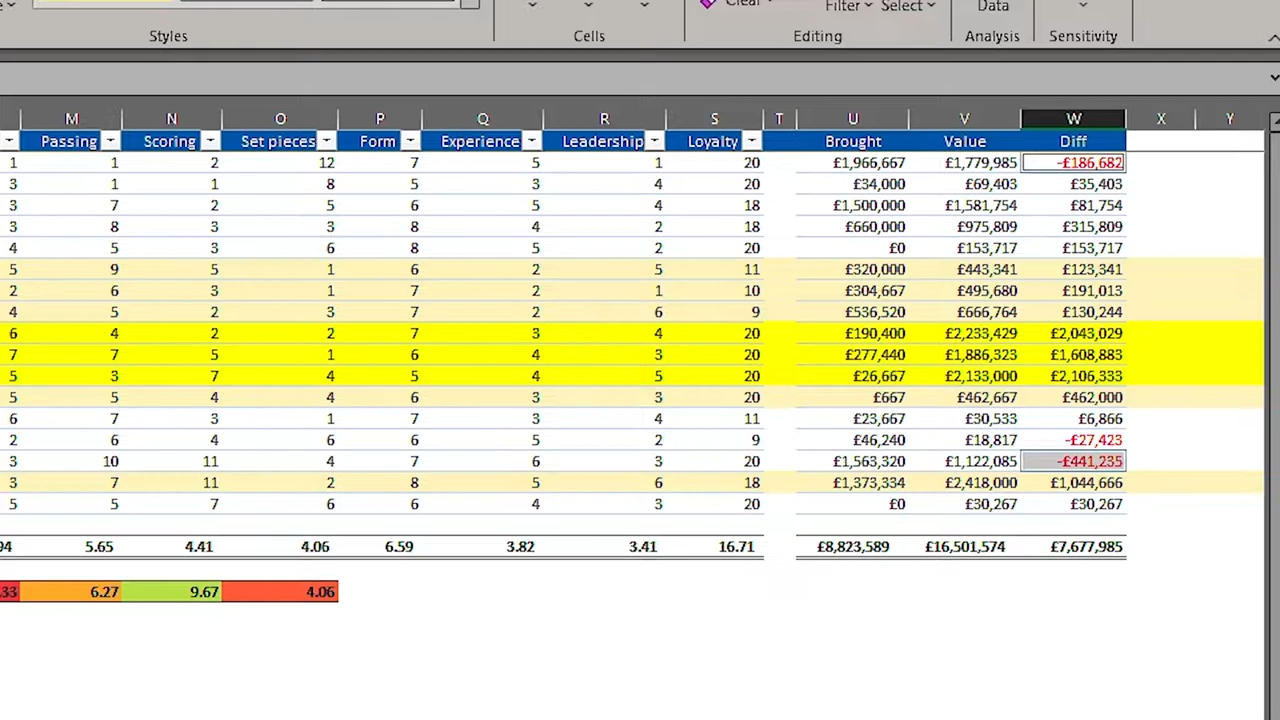 Clear
Filter Select Data
Styles Cells Editing Analysis Sensitivity
M N O P Q R S T U V W X Y
Passing Scoring Set pieces Form Experience Leadership Loyalty Brought Value Diff
1 1 2 12 7 5 1 20 £1,966,667 £1,779,985 -£186,682
3 1 1 8 5 3 4 20 £34,000 £69,403 £35,403
3 7 2 5 6 5 4 18 £1,500,000 £1,581,754 £81,754
3 8 3 3 8 4 2 18 £660,000 £975,809 £315,809
4 5 3 6 8 5 2 20 £0 £153,717 £153,717
5 9 5 1 6 2 5 11 £320,000 £443,341 £123,341
2 6 3 1 7 2 1 10 £304,667 £495,680 £191,013
4 5 2 3 7 2 6 9 £536,520 £666,764 £130,244
6 4 2 2 7 3 4 20 £190,400 £2,233,429 £2,043,029
7 7 5 1 6 4 3 20 £277,440 £1,886,323 £1,608,883
5 3 7 4 5 4 5 20 £26,667 £2,133,000 £2,106,333
5 5 4 4 6 3 3 20 £667 £462,667 £462,000
6 7 3 1 7 3 4 11 £23,667 £30,533 £6,866
2 6 4 6 6 5 2 9 £46,240 £18,817 -£27,423
3 10 11 4 7 6 3 20 £1,563,320 £1,122,085 -£441,235
3 7 11 2 8 5 6 18 £1,373,334 £2,418,000 £1,044,666
5 5 7 6 6 4 3 20 £0 £30,267 £30,267
94 5.65 4.41 4.06 6.59 3.82 3.41 16.71 £8,823,589 £16,501,574 £7,677,985
.33 6.27 9.67 4.06